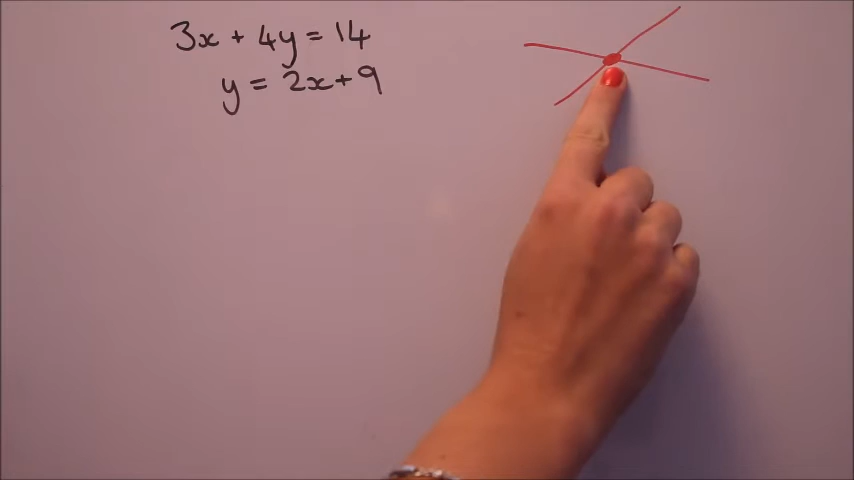 3x + 4y = 14
y = 2x + 9